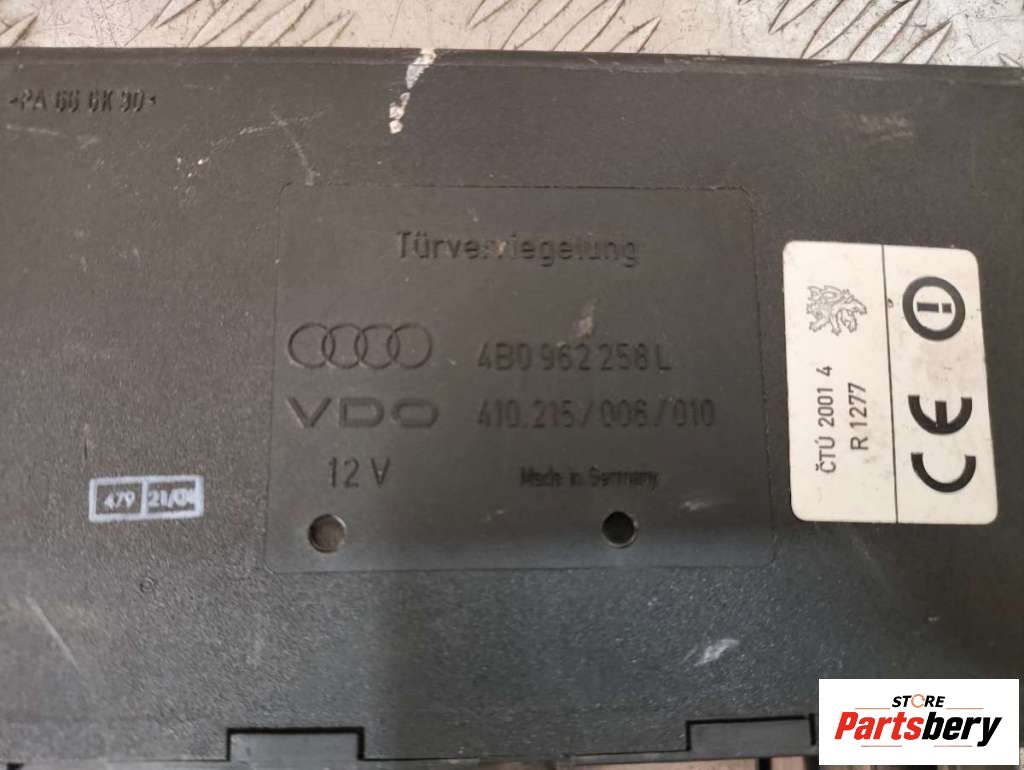 >PA 66 GK 30<
Türverriegelung
4B0 962 258 L
VDO 410.215/006/010
12 V Made in Germany
479 21/
ČTÚ 2001 4
R 1277
CE
STORE
Partsbery